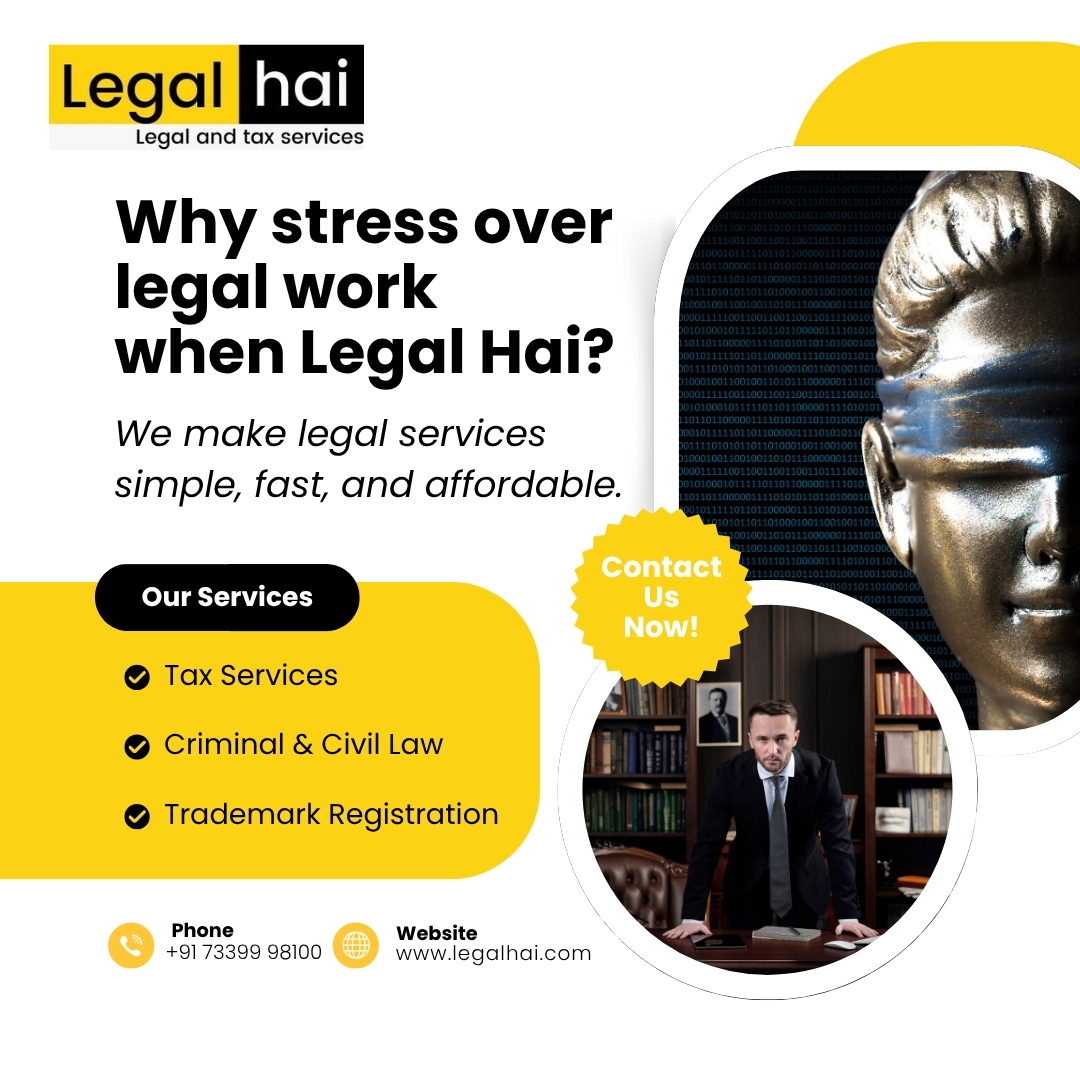 Legal hai
Legal and tax services
Why stress over
legal work
when Legal Hai?
We make legal services
simple, fast, and affordable.
Contact
Us
Now!
Our Services
Tax Services
Criminal & Civil Law
Trademark Registration
Phone
+91 73399 98100
Website
www.legalhai.com